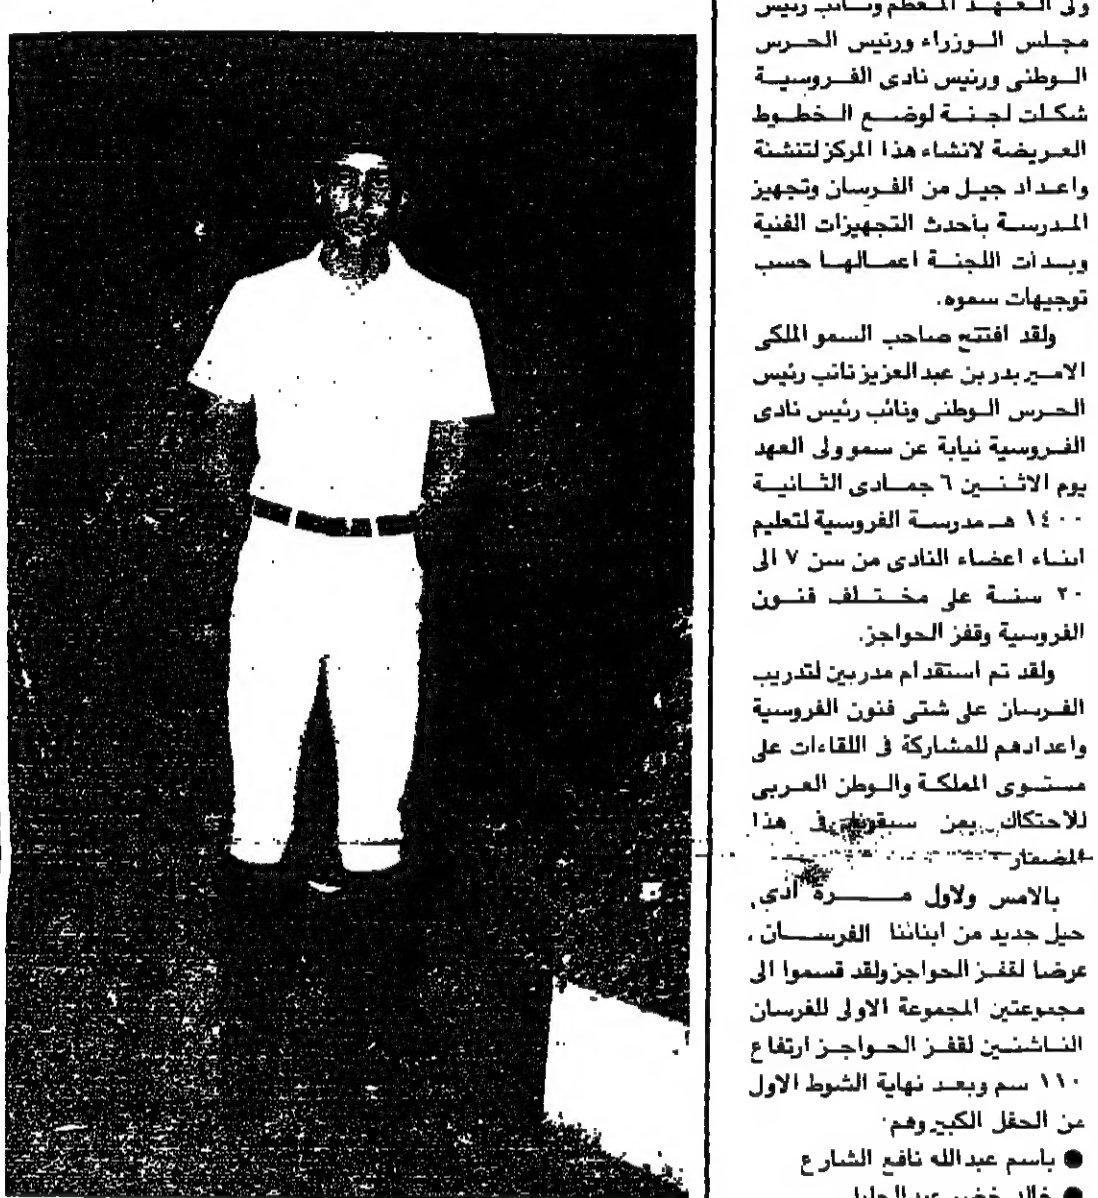 ولى العهد المعظم ونائب رئيس
مجلس الوزراء ورئيس الحرس
الوطنى ورئيس نادى الفروسية
شكلت لجنة لوضع الخطوط
العريضة لانشاء هذا المركز لتنشئة
واعداد جيل من الفرسان وتجهيز
المدرسة بأحدث التجهيزات الفنية
وبدات اللجنة اعمالها حسب
توجيهات سموه.
ولقد افتتح صاحب السمو الملكى
الامير بدر بن عبدالعزيز نائب رئيس
الحرس الوطنى ونائب رئيس نادى
الفروسية نيابة عن سمو ولى العهد
يوم الاثنين ٦ جمادى الثانية
١٤٠٠ هـ مدرسة الفروسية لتعليم
ابناء اعضاء النادى من سن ٧ الى
٢٠ سنة على مختلف فنون
الفروسية وقفز الحواجز.
ولقد تم استقدام مدربين لتدريب
الفرسان على شتى فنون الفروسية
واعدادهم للمشاركة فى اللقاءات على
مستوى المملكة والوطن العربى
للاحتكاك بمن سبقونا فى هذا
المضمار
بالامس ولاول مرة أدى
جيل جديد من ابنائنا الفرسان
عرضا لقفز الحواجز ولقد قسموا الى
مجموعتين المجموعة الاولى للفرسان
الناشئين لقفز الحواجز ارتفاع
١١٠ سم وبعد نهاية الشوط الاول
من الحقل الكبير وهم
● باسم عبدالله نافع الشارع
● خالد خضير عبدالجليل